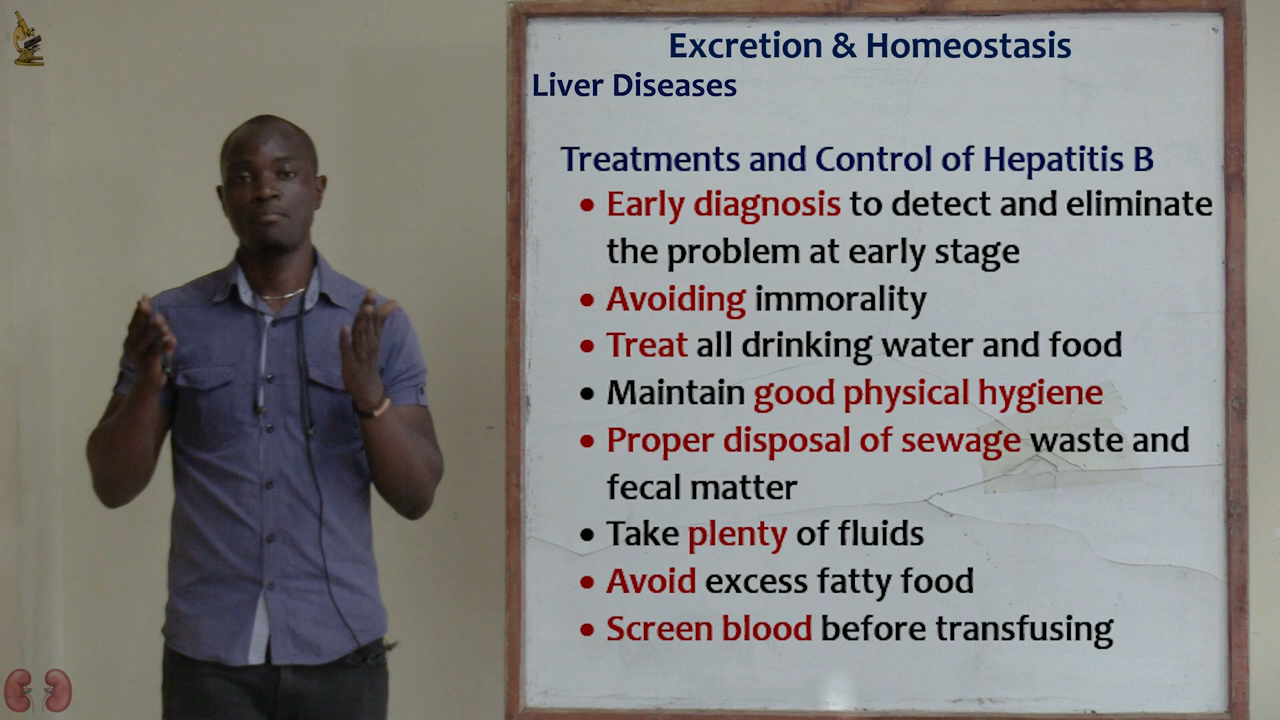 Excretion & Homeostasis
Liver Diseases
Treatments and Control of Hepatitis B
• Early diagnosis to detect and eliminate
the problem at early stage
• Avoiding immorality
• Treat all drinking water and food
• Maintain good physical hygiene
• Proper disposal of sewage waste and
fecal matter
• Take plenty of fluids
• Avoid excess fatty food
• Screen blood before transfusing